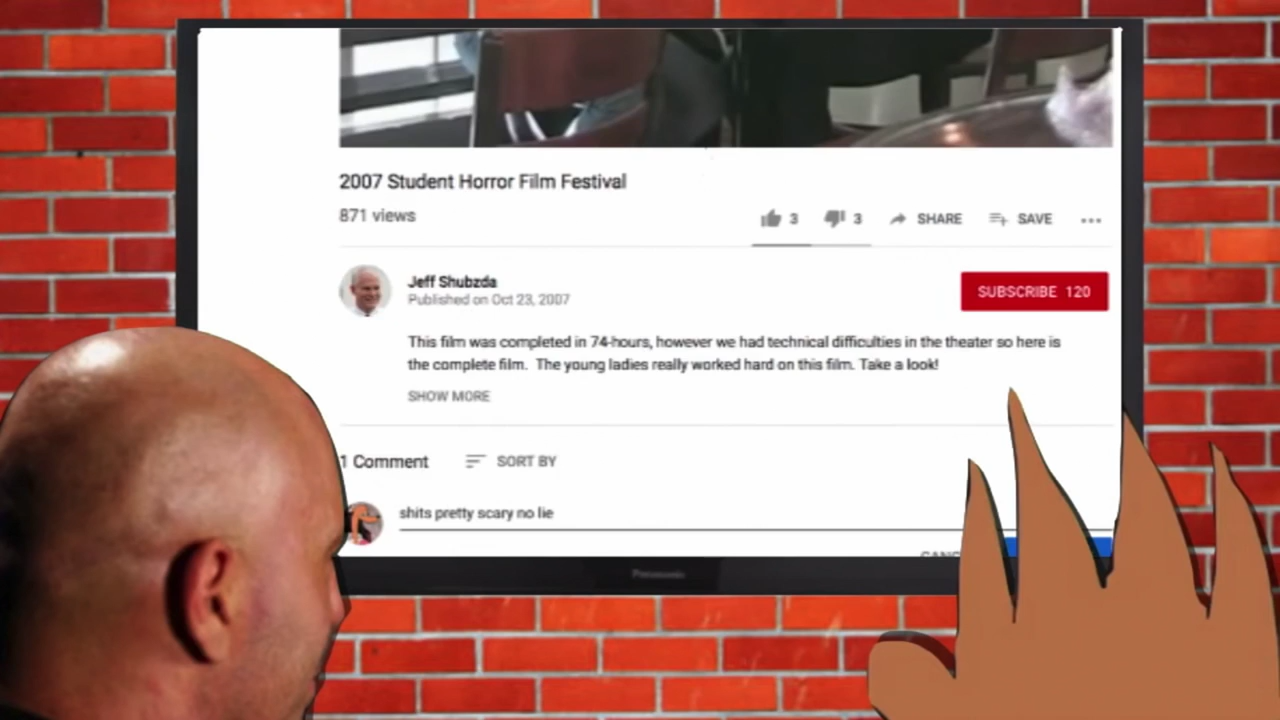 2007 Student Horror Film Festival
871 views
3 3 SHARE SAVE
Jeff Shubzda
Published on Oct 23, 2007
SUBSCRIBE 120
This film was completed in 74-hours, however we had technical difficulties in the theater so here is
the complete film. The young ladies really worked hard on this film. Take a look!
SHOW MORE
1 Comment SORT BY
shits pretty scary no lie
Panasonic